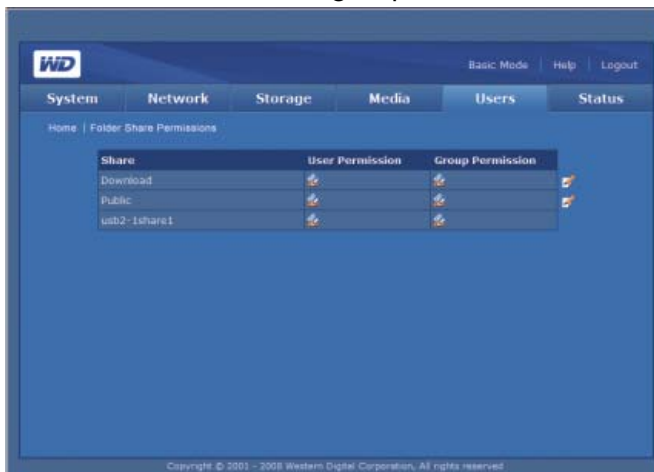 WD
Basic Mode | Help | Logout
System Network Storage Media Users Status
Home | Folder Share Permissions
Share User Permission Group Permission
Download
Public
usb2-1share1
Copyright © 2001 - 2008 Western Digital Corporation, All rights reserved